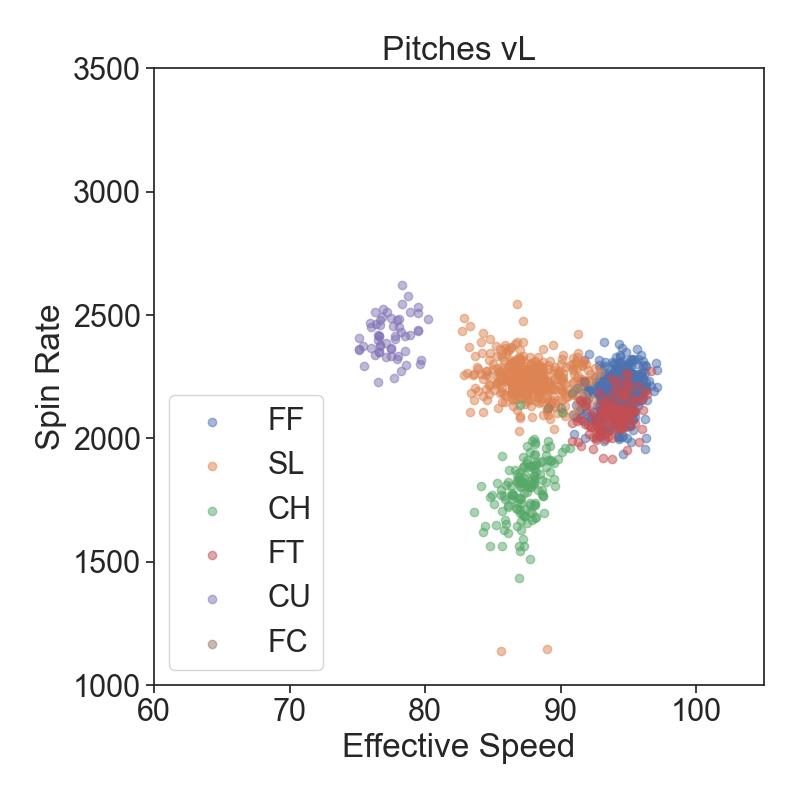 Pitches vL
3500
3000
2500
2000
1500
1000
Spin Rate
FF
SL
CH
FT
CU
FC
60 70 80 90 100
Effective Speed